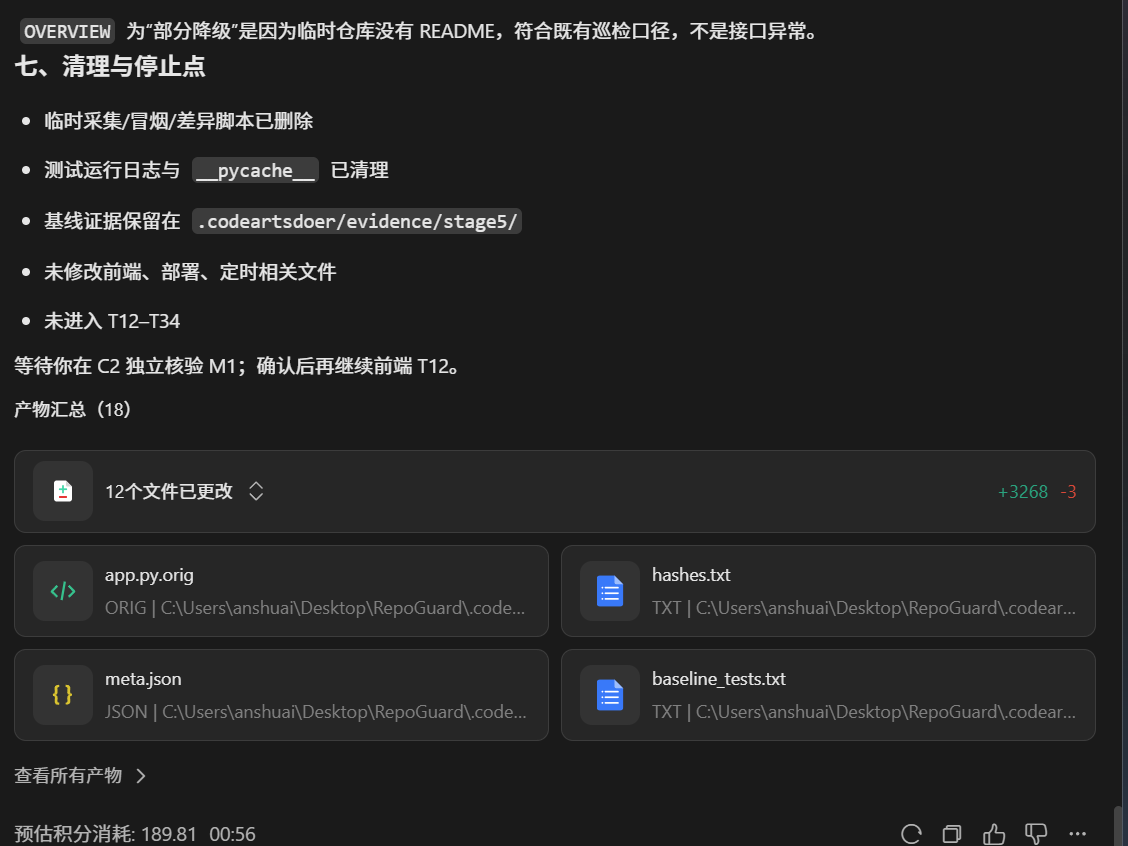 OVERVIEW 为“部分降级”是因为临时仓库没有 README，符合既有巡检口径，不是接口异常。
七、清理与停止点
临时采集/冒烟/差异脚本已删除
测试运行日志与 __pycache__ 已清理
基线证据保留在 .codeartsdoer/evidence/stage5/
未修改前端、部署、定时相关文件
未进入 T12–T34
等待你在 C2 独立核验 M1；确认后再继续前端 T12。
产物汇总（18）
12个文件已更改 +3268 -3
app.py.orig
ORIG | C:\Users\anshuai\Desktop\RepoGuard\.code...
hashes.txt
TXT | C:\Users\anshuai\Desktop\RepoGuard\.codear...
meta.json
JSON | C:\Users\anshuai\Desktop\RepoGuard\.code...
baseline_tests.txt
TXT | C:\Users\anshuai\Desktop\RepoGuard\.codear...
查看所有产物
预估积分消耗: 189.81 00:56